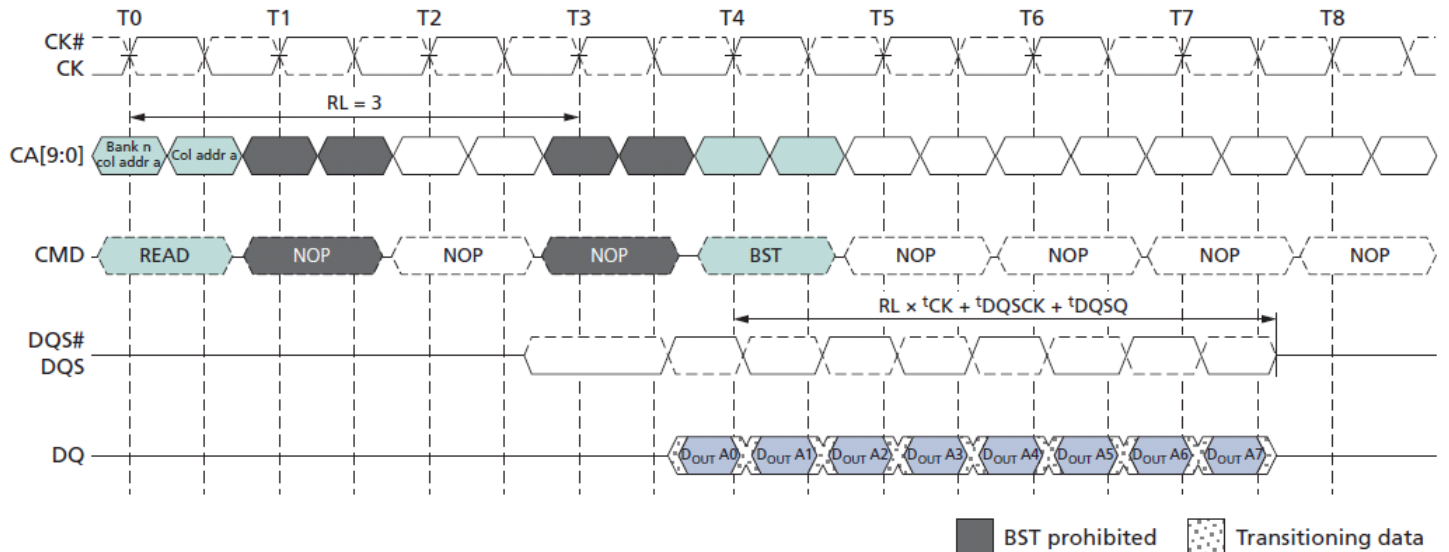 T0 T1 T2 T3 T4 T5 T6 T7 T8
CK#
CK
RL = 3
CA[9:0]
Bank n
col addr a
Col addr a
CMD READ NOP NOP NOP BST NOP NOP NOP NOP
RL × tCK + tDQSCK + tDQSQ
DQS#
DQS
DQ DOUT A0 DOUT A1 DOUT A2 DOUT A3 DOUT A4 DOUT A5 DOUT A6 DOUT A7
BST prohibited Transitioning data